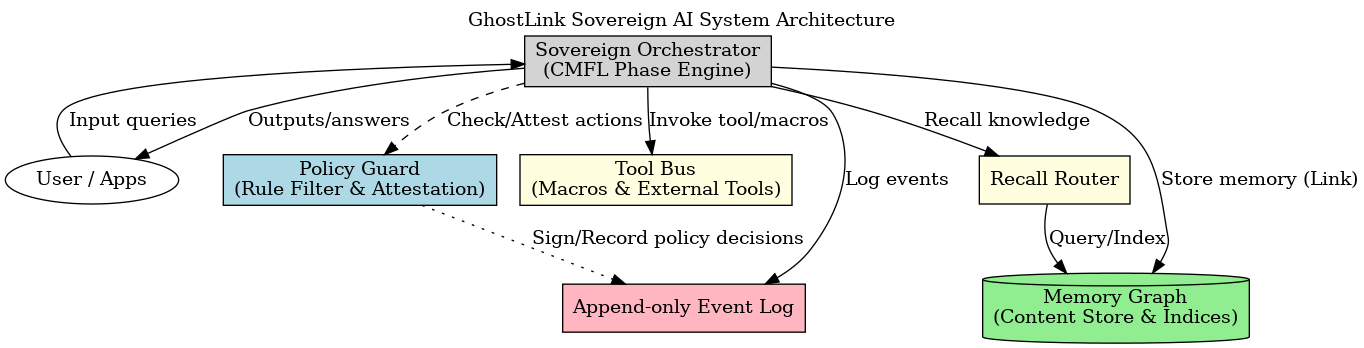 GhostLink Sovereign AI System Architecture
Sovereign Orchestrator
(CMFL Phase Engine)
Input queries
Outputs/answers
Check/Attest actions
Invoke tool/macros
Recall knowledge
User / Apps
Policy Guard
(Rule Filter & Attestation)
Tool Bus
(Macros & External Tools)
Log events
Recall Router
Store memory (Link)
Sign/Record policy decisions
Query/Index
Append-only Event Log
Memory Graph
(Content Store & Indices)